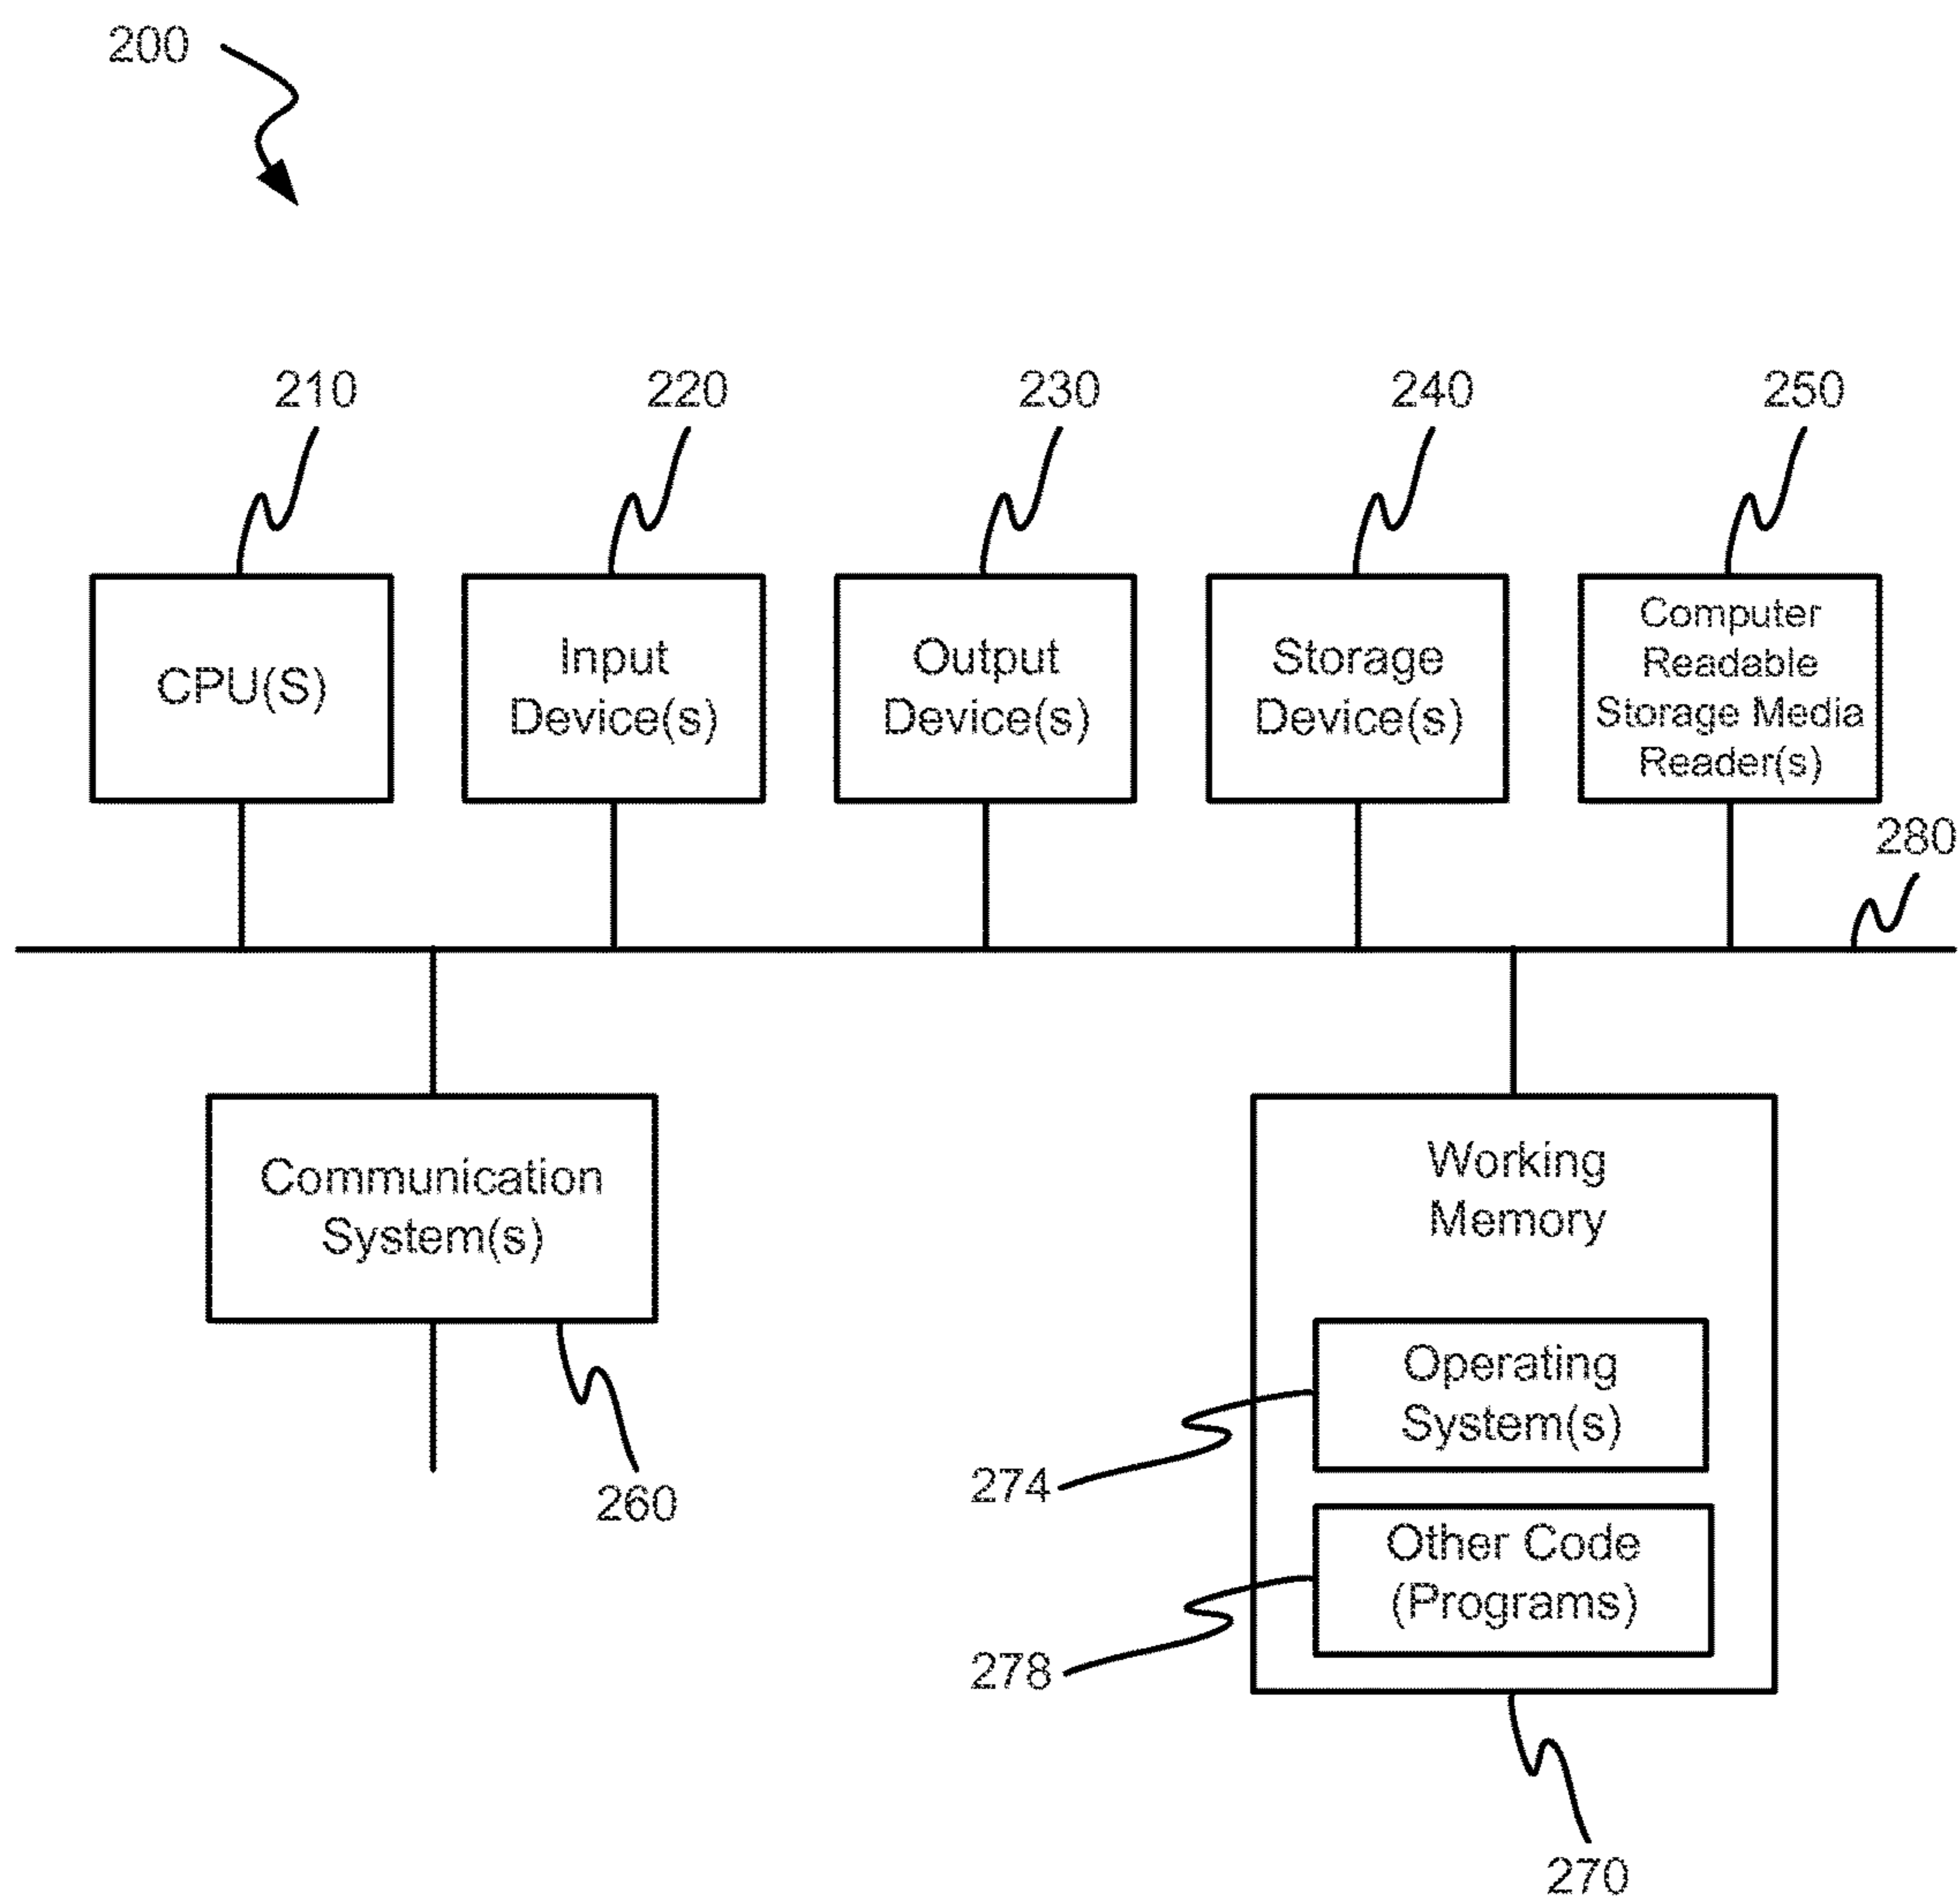 200
210
220
230
240
250
CPU(S)
Input
Device(s)
Output
Device(s)
Storage
Device(s)
Computer
Readable
Storage Media
Reader(s)
280
Communication
System(s)
260
Working
Memory
Operating
System(s)
274
Other Code
(Programs)
278
270